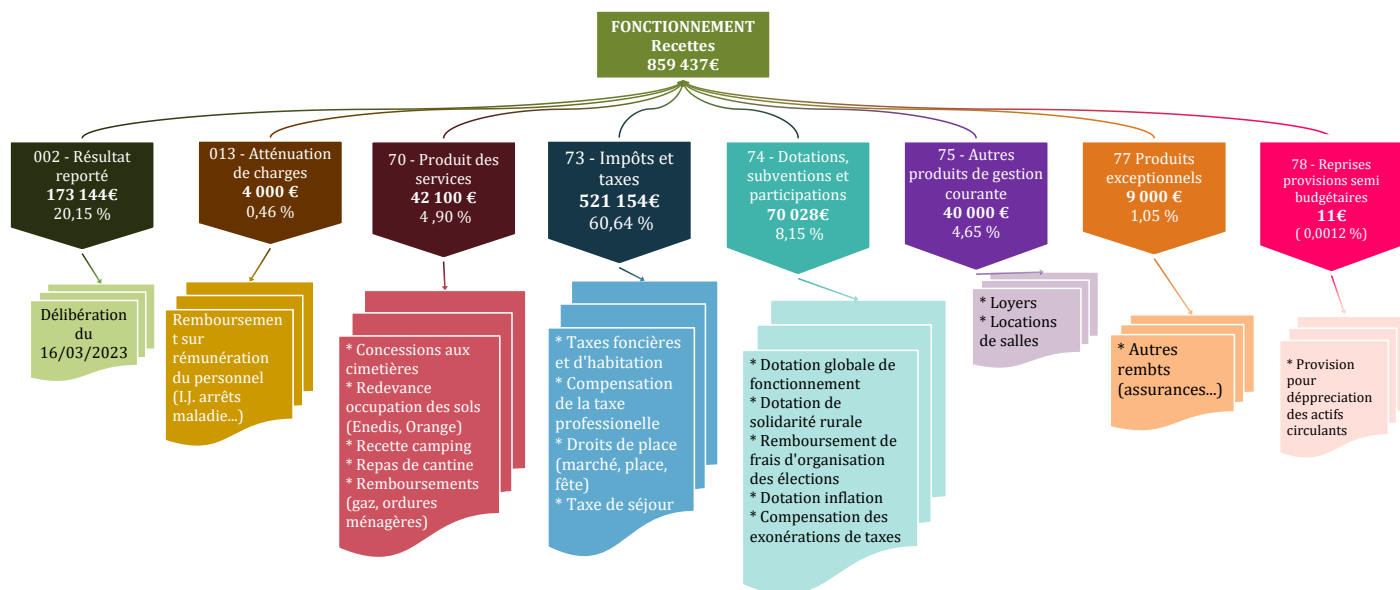 FONCTIONNEMENT
Recettes
859 437€
002 - Résultat
reporté
173 144€
20,15 %
013 - Atténuation
de charges
4 000 €
0,46 %
70 - Produit des
services
42 100 €
4 ,90 %
73 - Impôts et
taxes
521 154€
60,64 %
74 - Dotations,
subventions et
participations
70 028€
8,15 %
75 - Autres
produits de gestion
courante
40 000 €
4,65 %
77 Produits
exceptionnels
9 000 €
1,05 %
78 - Reprises
provisions semi
budgétaires
11€
( 0,0012 %)
Délibération
du
16/03/2023
Remboursemen
t sur
rémunération
du personnel
(I.J. arrêts
maladie...)
* Concessions aux
cimetières
* Redevance
occupation des sols
(Enedis, Orange)
* Recette camping
* Repas de cantine
* Remboursements
(gaz, ordures
ménagères)
* Taxes foncières
et d'habitation
* Compensation
de la taxe
professionelle
* Droits de place
(marché, place,
fête)
* Taxe de séjour
* Dotation globale de
fonctionnement
* Dotation de
solidarité rurale
* Remboursement de
frais d'organisation
des élections
* Dotation inflation
* Compensation des
exonérations de taxes
* Loyers
* Locations
de salles
* Autres
rembts
(assurances...)
* Provision
pour
déppreciation
des actifs
circulants